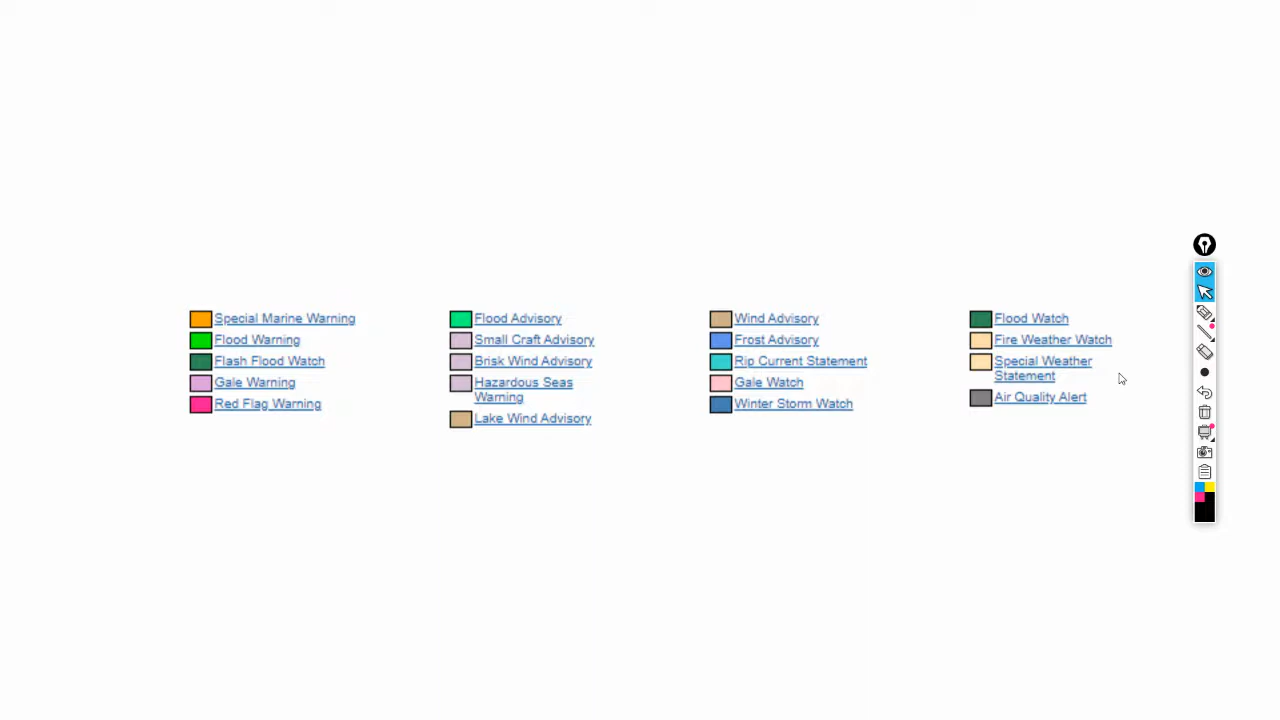 Special Marine Warning
Flood Warning
Flash Flood Watch
Gale Warning
Red Flag Warning
Flood Advisory
Small Craft Advisory
Brisk Wind Advisory
Hazardous Seas
Warning
Lake Wind Advisory
Wind Advisory
Frost Advisory
Rip Current Statement
Gale Watch
Winter Storm Watch
Flood Watch
Fire Weather Watch
Special Weather
Statement
Air Quality Alert